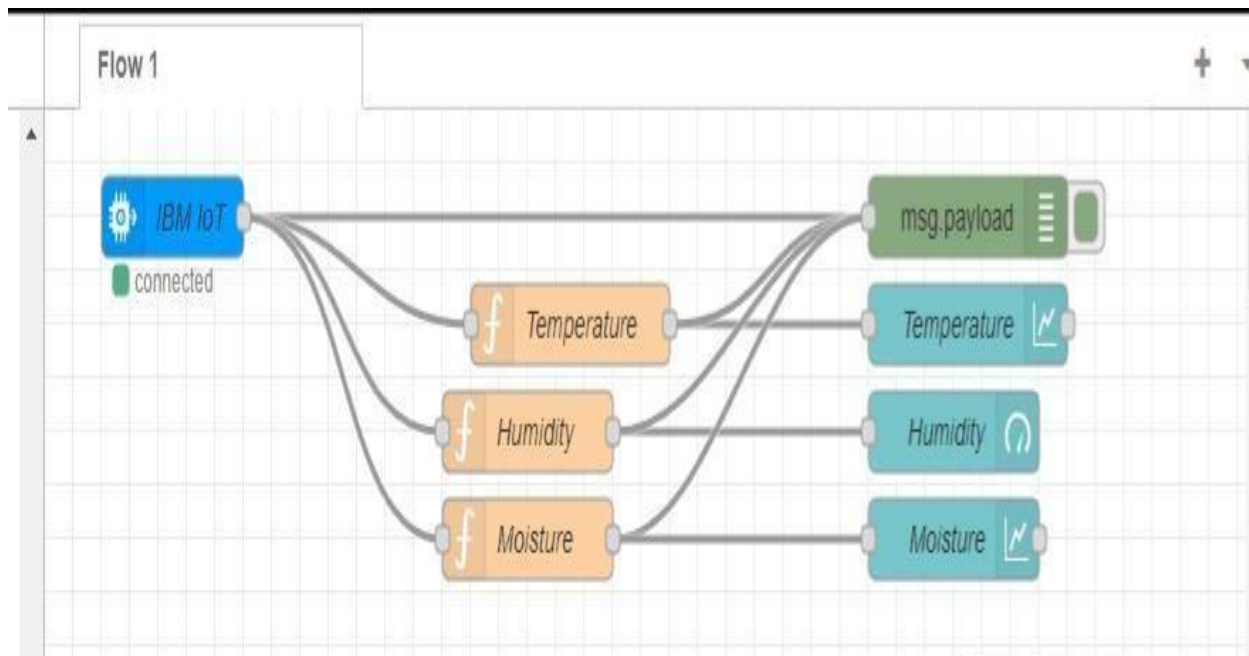 Flow 1
IBM IoT
msg.payload
connected
Temperature
Temperature
Humidity
Humidity
Moisture
Moisture